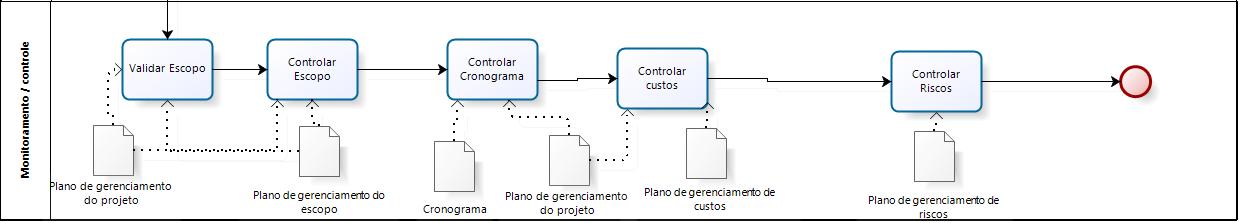 Monitoramento / controle
Validar Escopo
Controlar
Escopo
Controlar
Cronograma
Controlar
custos
Controlar
Riscos
Plano de gerenciamento
do projeto
Plano de gerenciamento do
escopo
Cronograma
Plano de gerenciamento
do projeto
Plano de gerenciamento de
custos
Plano de gerenciamento de
riscos